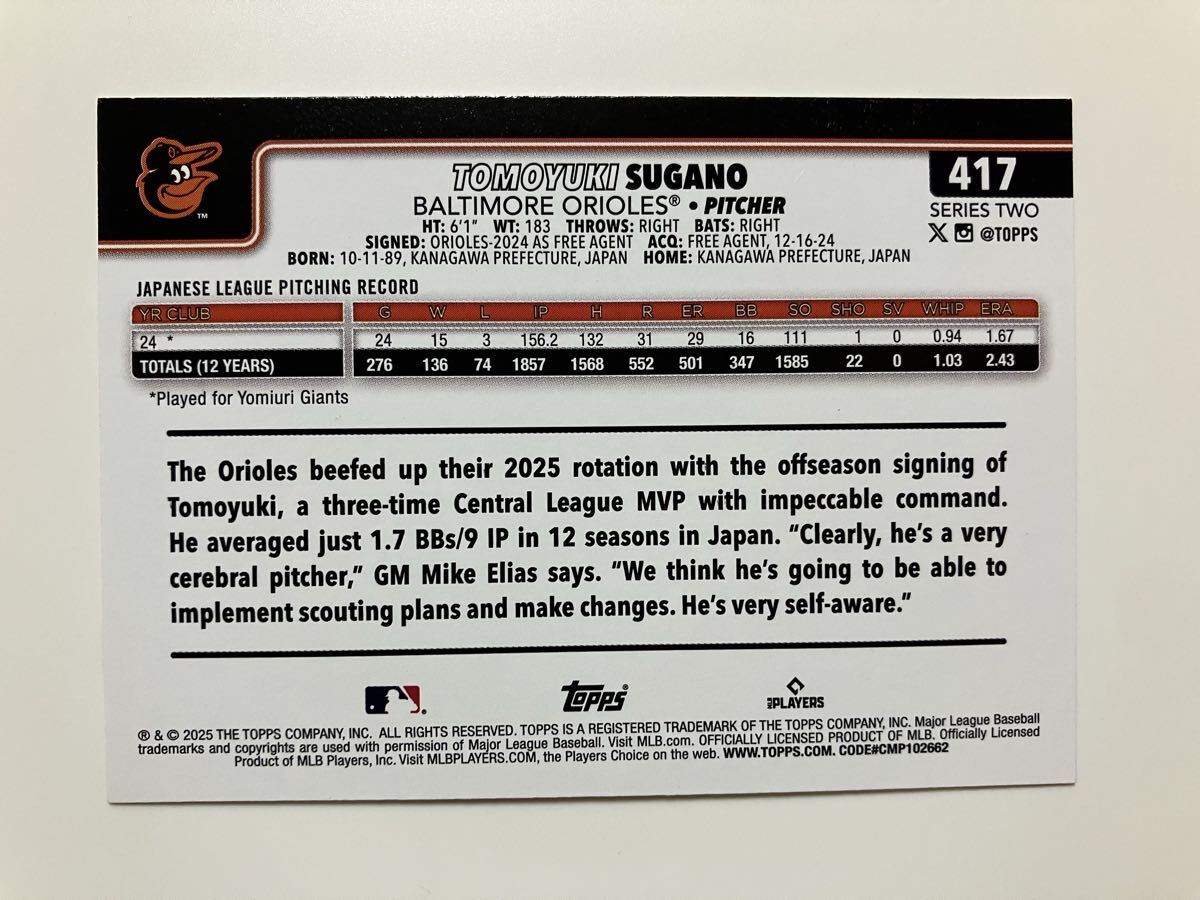 TOMOYUKI SUGANO
417
BALTIMORE ORIOLES® • PITCHER
SERIES TWO
HT: 6'1" WT: 183 THROWS: RIGHT BATS: RIGHT
@TOPPS
SIGNED: ORIOLES-2024 AS FREE AGENT ACQ: FREE AGENT, 12-16-24
BORN: 10-11-89, KANAGAWA PREFECTURE, JAPAN HOME: KANAGAWA PREFECTURE, JAPAN
TM
JAPANESE LEAGUE PITCHING RECORD
YR CLUB G W L IP H R ER BB SO SHO SV WHIP ERA
24 * 24 15 3 156.2 132 31 29 16 111 1 0 0.94 1.67
TOTALS (12 YEARS) 276 136 74 1857 1568 552 501 347 1585 22 0 1.03 2.43
*Played for Yomiuri Giants
The Orioles beefed up their 2025 rotation with the offseason signing of
Tomoyuki, a three-time Central League MVP with impeccable command.
He averaged just 1.7 BBs/9 IP in 12 seasons in Japan. "Clearly, he's a very
cerebral pitcher," GM Mike Elias says. "We think he's going to be able to
implement scouting plans and make changes. He's very self-aware."
topps®
MLB PLAYERS
® & © 2025 THE TOPPS COMPANY, INC. ALL RIGHTS RESERVED. TOPPS IS A REGISTERED TRADEMARK OF THE TOPPS COMPANY, INC. Major League Baseball
trademarks and copyrights are used with permission of Major League Baseball. Visit MLB.com. OFFICIALLY LICENSED PRODUCT OF MLB. Officially Licensed
Product of MLB Players, Inc. Visit MLBPLAYERS.COM, the Players Choice on the web. WWW.TOPPS.COM. CODE#CMP102662